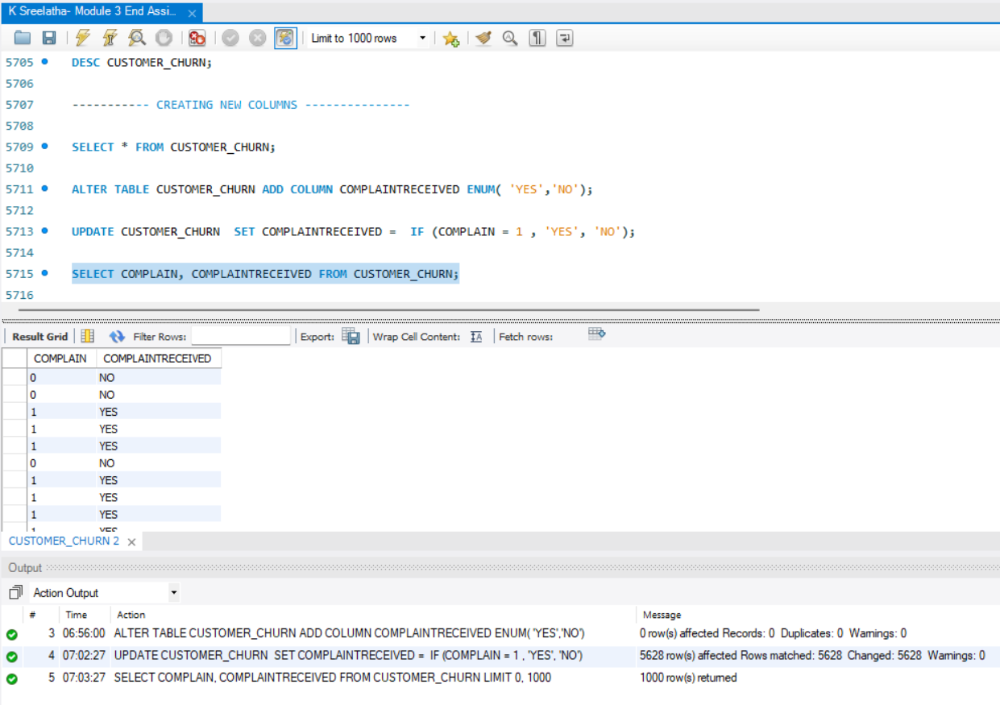 K Sreelatha- Module 3 End Assi...
Limit to 1000 rows
5705 DESC CUSTOMER_CHURN;
5706
5707 ----------- CREATING NEW COLUMNS ---------------
5708
5709 SELECT * FROM CUSTOMER_CHURN;
5710
5711 ALTER TABLE CUSTOMER_CHURN ADD COLUMN COMPLAINTRECEIVED ENUM( 'YES','NO');
5712
5713 UPDATE CUSTOMER_CHURN  SET COMPLAINTRECEIVED =  IF (COMPLAIN = 1 , 'YES', 'NO');
5714
5715 SELECT COMPLAIN, COMPLAINTRECEIVED FROM CUSTOMER_CHURN;
5716
Result Grid Filter Rows: Export: Wrap Cell Content: Fetch rows:
COMPLAIN COMPLAINTRECEIVED
0 NO
0 NO
1 YES
1 YES
1 YES
0 NO
1 YES
1 YES
1 YES
1 YES
CUSTOMER_CHURN 2
Output
Action Output
# Time Action Message
3 06:56:00 ALTER TABLE CUSTOMER_CHURN ADD COLUMN COMPLAINTRECEIVED ENUM( 'YES','NO') 0 row(s) affected Records: 0  Duplicates: 0  Warnings: 0
4 07:02:27 UPDATE CUSTOMER_CHURN  SET COMPLAINTRECEIVED =  IF (COMPLAIN = 1 , 'YES', 'NO') 5628 row(s) affected Rows matched: 5628  Changed: 5628  Warnings: 0
5 07:03:27 SELECT COMPLAIN, COMPLAINTRECEIVED FROM CUSTOMER_CHURN LIMIT 0, 1000 1000 row(s) returned